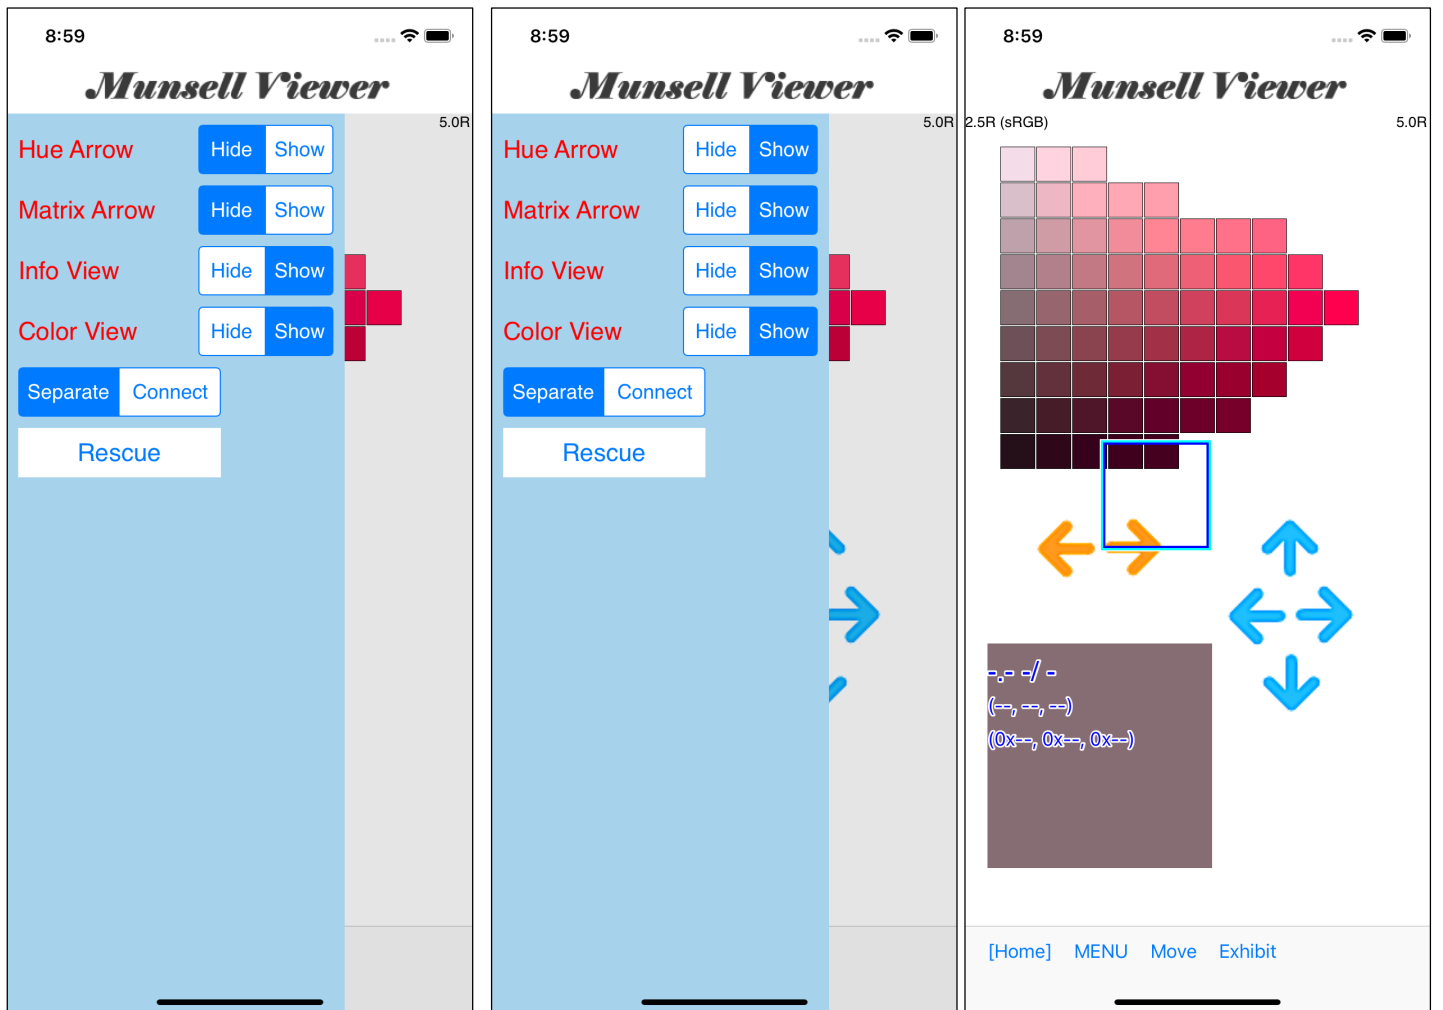 8:59
Munsell Viewer
5.0R
Hue Arrow Hide Show
Matrix Arrow Hide Show
Info View Hide Show
Color View Hide Show
Separate Connect
Rescue
8:59
Munsell Viewer
5.0R
Hue Arrow Hide Show
Matrix Arrow Hide Show
Info View Hide Show
Color View Hide Show
Separate Connect
Rescue
8:59
Munsell Viewer
2.5R (sRGB) 5.0R
-.- -/ -
(--, --, --)
(0x--, 0x--, 0x--)
[Home] MENU Move Exhibit